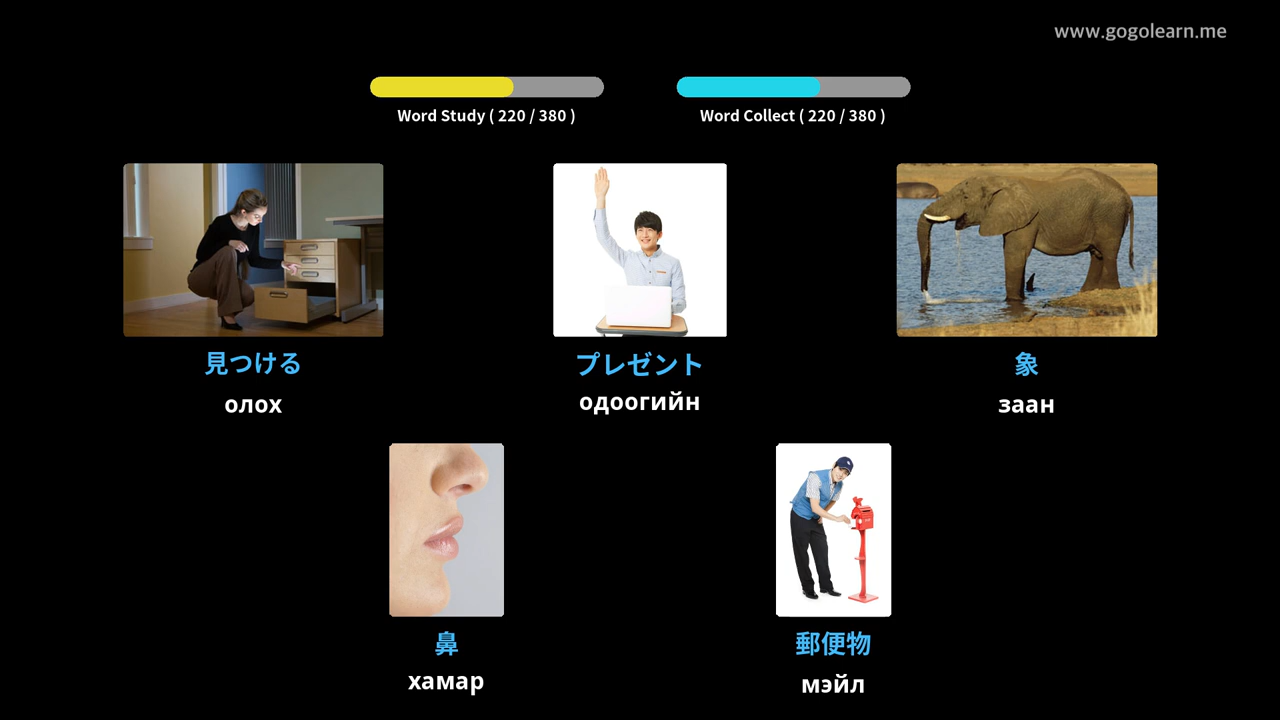 www.gogolearn.me
Word Study ( 220 / 380 )
Word Collect ( 220 / 380 )
見つける
олох
プレゼント
одоогийн
象
заан
鼻
хамар
郵便物
мэйл